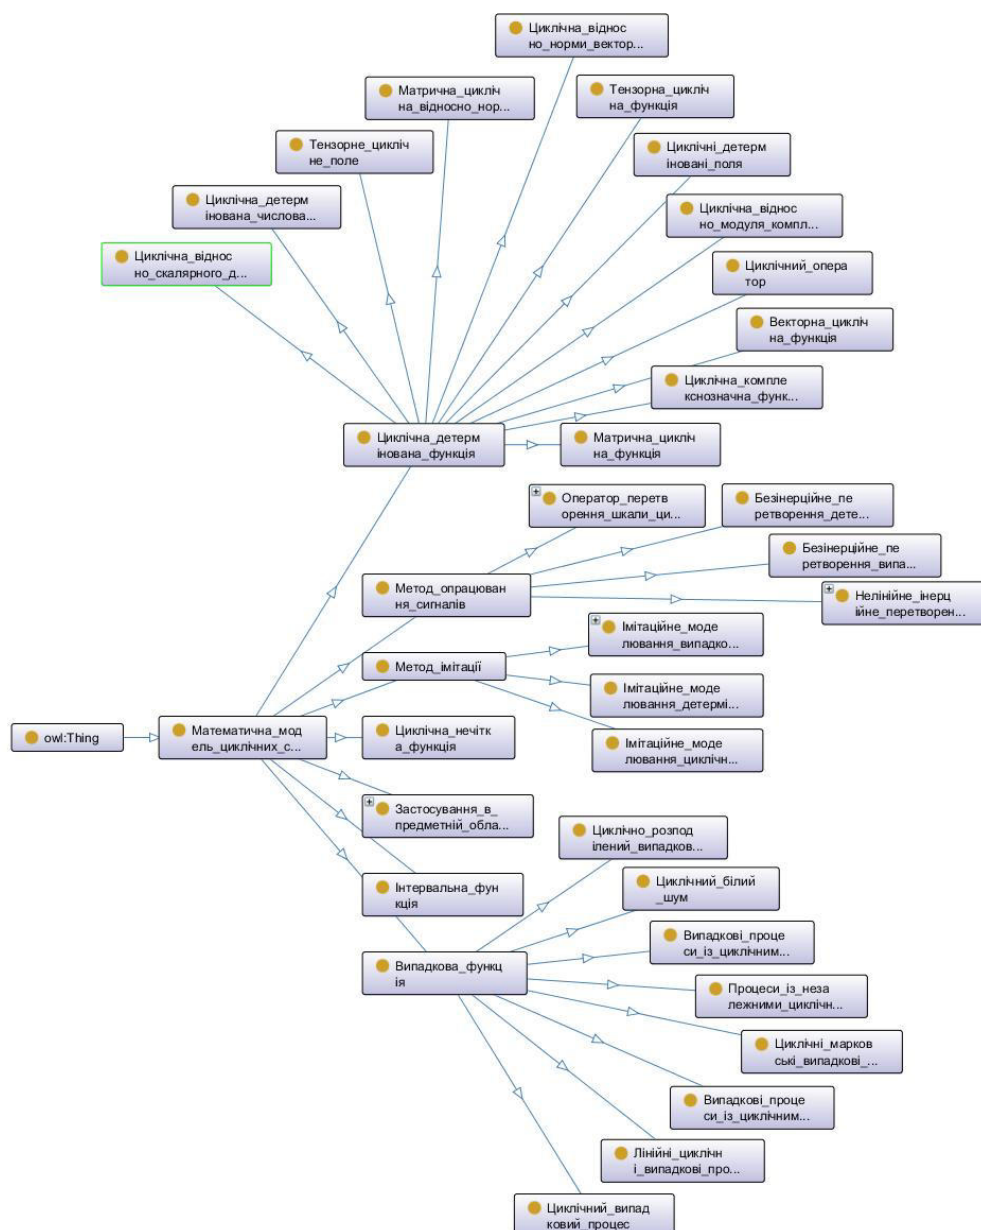 Циклічна_віднос
но_норми_вектор...
Матрична_цикліч
на_відносно_нор...
Тензорна_цикліч
на_функція
Тензорне_цикліч
не_поле
Циклічні_детерм
іновані_поля
Циклічна_детерм
інована_числова...
Циклічна_віднос
но_модуля_компл...
Циклічна_віднос
но_скалярного_д...
Циклічний_опера
тор
Векторна_цикліч
на_функція
Циклічна_компле
кснозначна_функ...
Циклічна_детерм
інована_функція
Матрична_цикліч
на_функція
Оператор_перетв
орення_шкали_ци...
Безінерційне_пе
ретворення_дете...
Безінерційне_пе
ретворення_випа...
Метод_опрацюван
ня_сигналів
Нелінійне_інерц
ійне_перетворен...
Імітаційне_моде
лювання_випадко...
Метод_імітації
Імітаційне_моде
лювання_детермі...
owl:Thing
Математична_мод
ель_циклічних_с...
Циклічна_нечітк
а_функція
Імітаційне_моде
лювання_циклічн...
Застосування_в_
предметній_обла...
Циклічно_розпод
ілений_випадков...
Інтервальна_фун
кція
Циклічний_білий
_шум
Випадкові_проце
си_із_циклічним...
Випадкова_функц
ія
Процеси_із_неза
лежними_циклічн...
Циклічні_марков
ські_випадкові_...
Випадкові_проце
си_із_циклічним...
Лінійні_циклічн
і_випадкові_про...
Циклічний_випад
ковий_процес